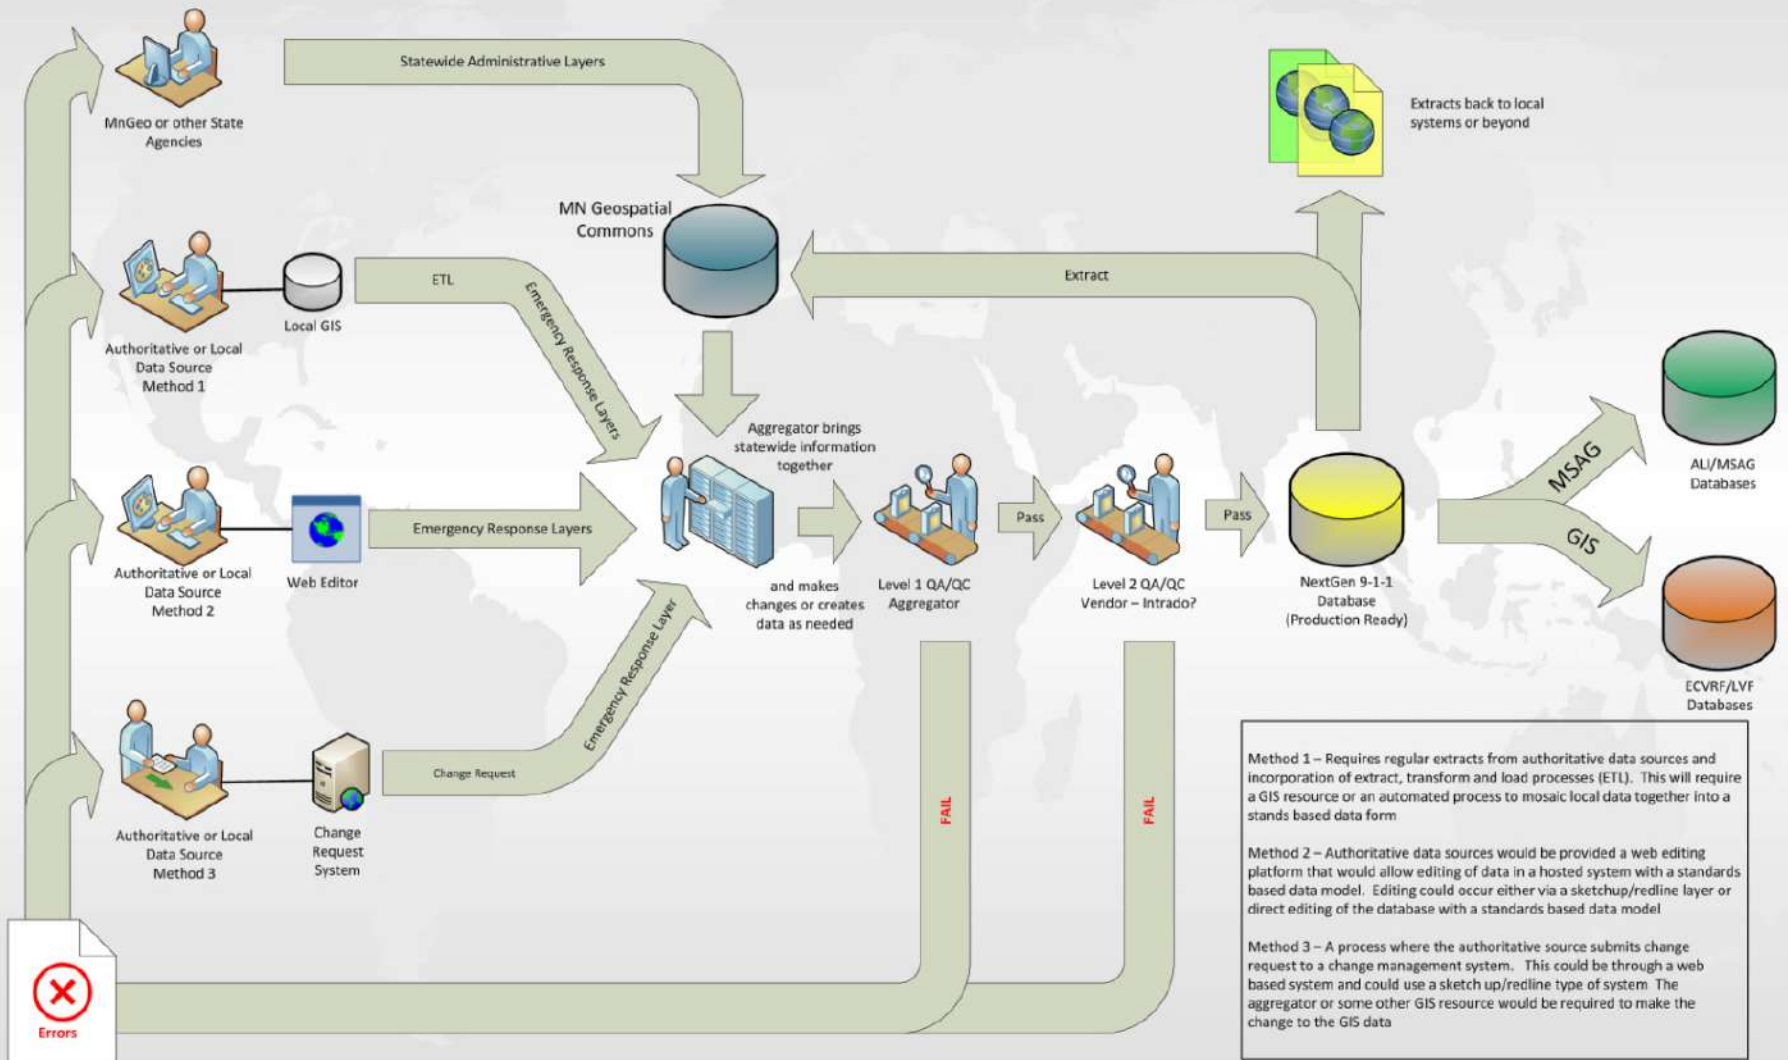 Statewide Administrative Layers
MnGeo or other State
Agencies
Extracts back to local
systems or beyond
MN Geospatial
Commons
Extract
ETL
Emergency Response Layers
Local GIS
Authoritative or Local
Data Source
Method 1
Aggregator brings
statewide information
together
Emergency Response Layers
Web Editor
Authoritative or Local
Data Source
Method 2
and makes
changes or creates
data as needed
Level 1 QA/QC
Aggregator
Pass
Level 2 QA/QC
Vendor – Intrado?
Pass
NextGen 9-1-1
Database
(Production Ready)
MSAG
ALI/MSAG
Databases
GIS
ECVRF/LVF
Databases
Emergency Response Layer
Change Request
Authoritative or Local
Data Source
Method 3
Change
Request
System
FAIL
FAIL
Errors
Method 1 – Requires regular extracts from authoritative data sources and
incorporation of extract, transform and load processes (ETL). This will require
a GIS resource or an automated process to mosaic local data together into a
stands based data form
Method 2 – Authoritative data sources would be provided a web editing
platform that would allow editing of data in a hosted system with a standards
based data model. Editing could occur either via a sketchup/redline layer or
direct editing of the database with a standards based data model
Method 3 – A process where the authoritative source submits change
request to a change management system. This could be through a web
based system and could use a sketch up/redline type of system The
aggregator or some other GIS resource would be required to make the
change to the GIS data